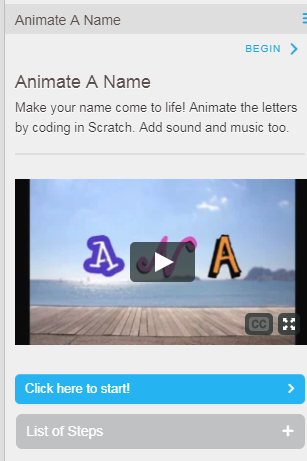 Animate A Name
BEGIN
Animate A Name
Make your name come to life! Animate the letters
by coding in Scratch. Add sound and music too.
A N A
CC
Click here to start!
List of Steps